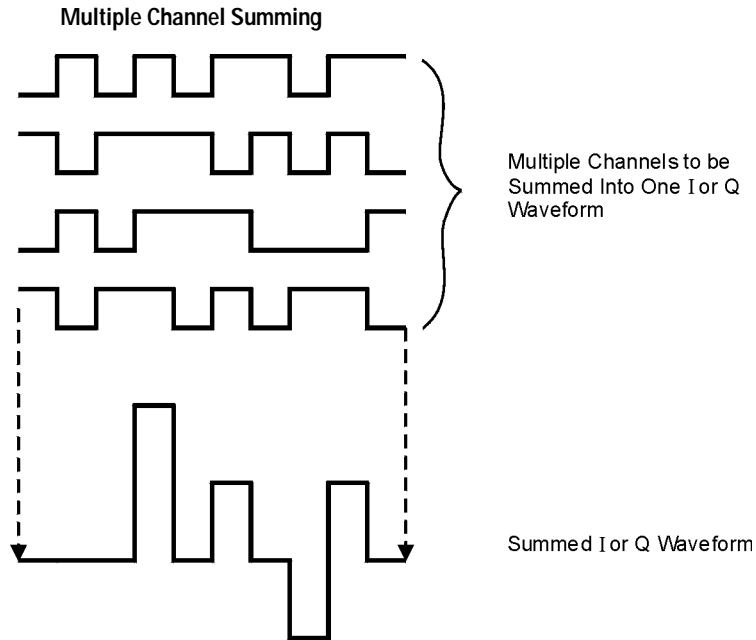 Multiple Channel Summing
Multiple Channels to be
Summed Into One I or Q
Waveform
Summed I or Q Waveform